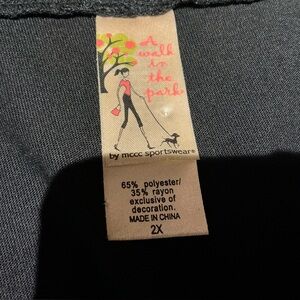 A
walk
in
the
park
by mccc sportswear®
65% polyester/
35% rayon
exclusive of
decoration.
MADE IN CHINA
2X